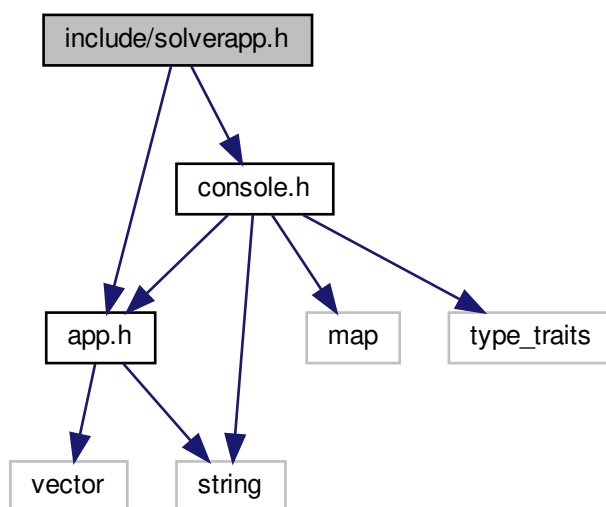 include/solverapp.h
console.h
app.h
map
type_traits
vector
string